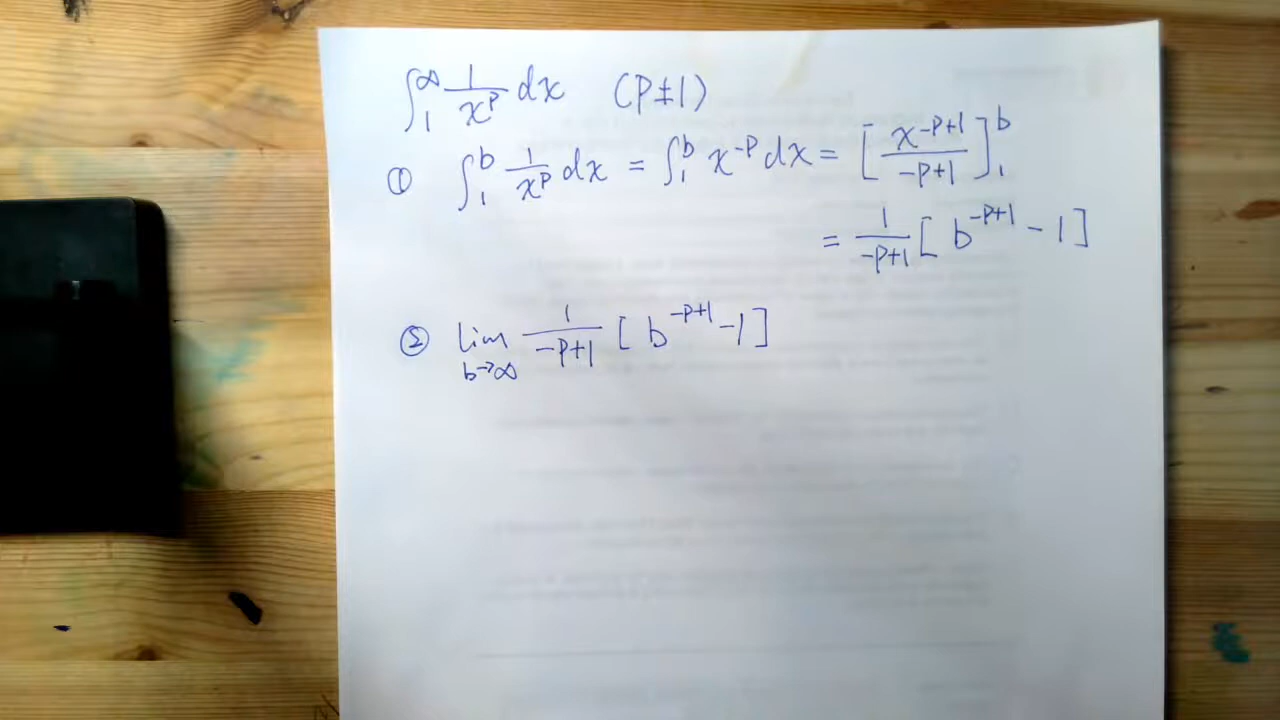 ∫₁^∞ 1/x^p dx (p≠1)
① ∫₁^b 1/x^p dx = ∫₁^b x^-p dx = [x^-p+1/-p+1]₁^b
= 1/-p+1 [b^-p+1 - 1]
② lim b→∞ 1/-p+1 [b^-p+1 - 1]